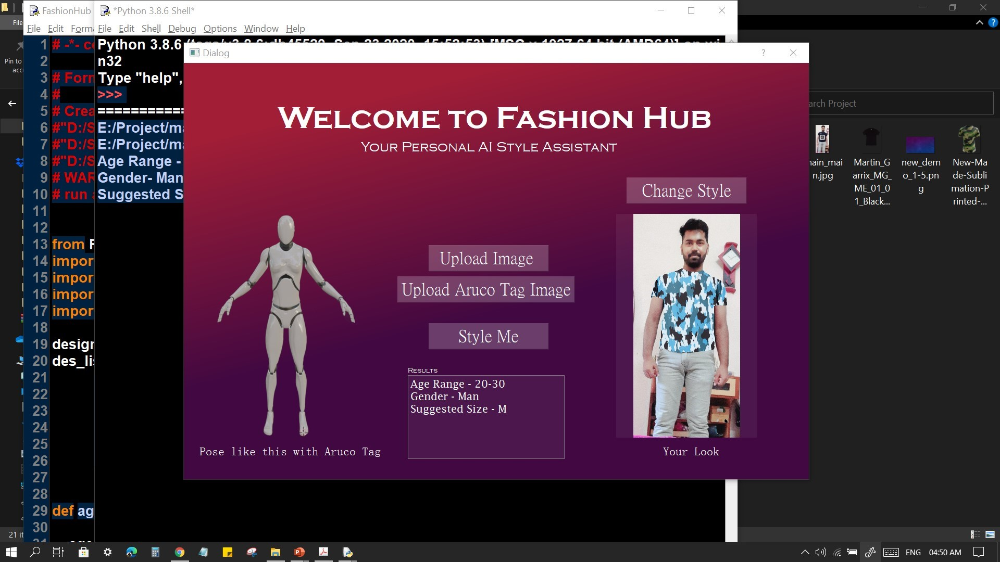 FashionHub
*Python 3.8.6 Shell*
File
File Edit Forma
File Edit Shell Debug Options Window Help
Pin to
acc
1 # -*- co
2
3 # Forn
4 #
5 # Crea
6 #"D:/S
7 #"D:/S
8 #"D:/S
9 # WAR
10 # run a
11
12
13 from F
14 impor
15 impor
16 impor
17 impor
18
19 design
20 des_lis
21
22
23
24
25
26
27
28
29 def ag
30
Python 3.8.6
n32
Type "help",
>>>
============
E:/Project/ma
E:/Project/ma
Age Range -
Gender- Man
Suggested S
Dialog
?
Welcome to Fashion Hub
Your Personal AI Style Assistant
Change Style
Upload Image
Upload Aruco Tag Image
Style Me
Results
Age Range - 20-30
Gender - Man
Suggested Size - M
Pose like this with Aruco Tag
Your Look
arch Project
nain_mai
n.jpg
Martin_G
arrix_MG_
ME_01_0
1_Black...
new_dem
o_1-5.pn
g
New-Ma
de-Subli
mation-P
rinted-...
21 it
ENG 04:50 AM